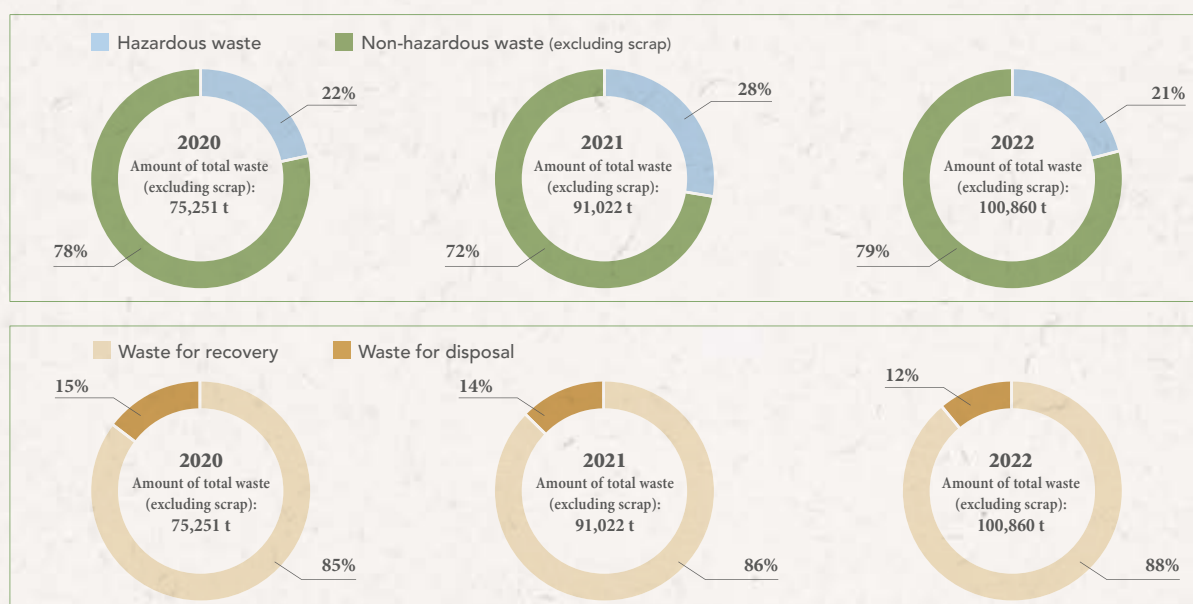 Hazardous waste
Non-hazardous waste (excluding scrap)
22%
2020
Amount of total waste
(excluding scrap):
75,251 t
78%
28%
2021
Amount of total waste
(excluding scrap):
91,022 t
72%
21%
2022
Amount of total waste
(excluding scrap):
100,860 t
79%
Waste for recovery
Waste for disposal
15%
2020
Amount of total waste
(excluding scrap):
75,251 t
85%
14%
2021
Amount of total waste
(excluding scrap):
91,022 t
86%
12%
2022
Amount of total waste
(excluding scrap):
100,860 t
88%